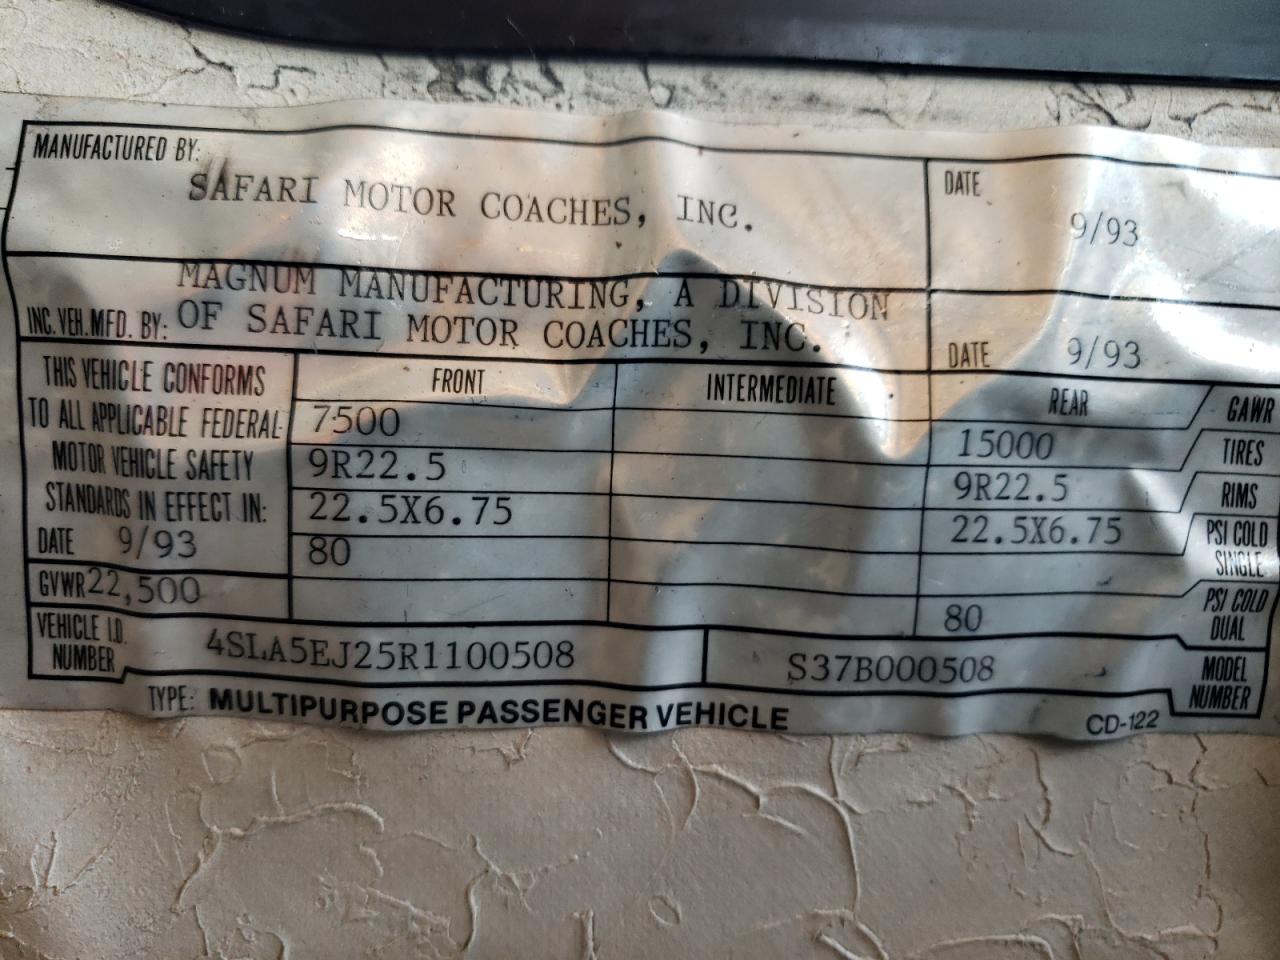 MANUFACTURED BY:
SAFARI MOTOR COACHES, INC.
DATE
9/93
MAGNUM MANUFACTURING, A DIVISION
INC. VEH. MFD. BY: OF SAFARI MOTOR COACHES, INC.
DATE 9/93
THIS VEHICLE CONFORMS
TO ALL APPLICABLE FEDERAL
MOTOR VEHICLE SAFETY
STANDARDS IN EFFECT IN:
DATE 9/93
GVWR 22,500
FRONT INTERMEDIATE REAR
7500 15000 GAWR
9R22.5 9R22.5 TIRES
22.5X6.75 22.5X6.75 RIMS
80 PSI COLD SINGLE
80 PSI COLD DUAL
VEHICLE I.D. NUMBER 4SLA5EJ25R1100508 S37B000508 MODEL NUMBER
TYPE: MULTIPURPOSE PASSENGER VEHICLE CD-122